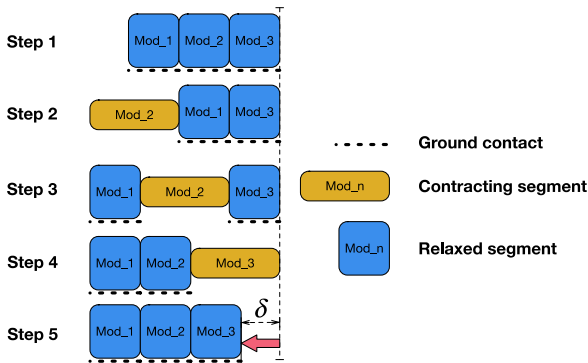 Step 1
Mod_1 Mod_2 Mod_3
Step 2
Mod_2 Mod_1 Mod_3
Ground contact
Step 3
Mod_1 Mod_2 Mod_3
Mod_n
Contracting segment
Step 4
Mod_1 Mod_2 Mod_3
Mod_n
Relaxed segment
Step 5
Mod_1 Mod_2 Mod_3
δ